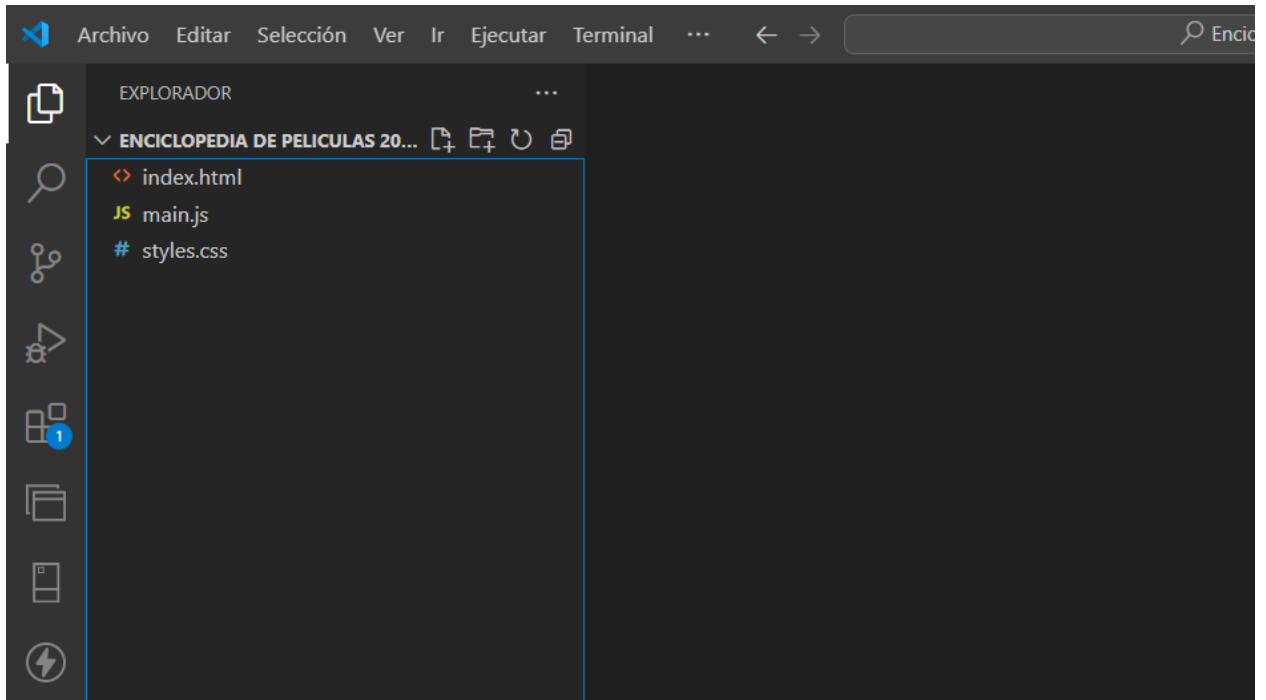 Archivo Editar Selección Ver Ir Ejecutar Terminal ··· Encic
EXPLORADOR ···
ENCICLOPEDIA DE PELICULAS 20...
<> index.html
JS main.js
# styles.css
1